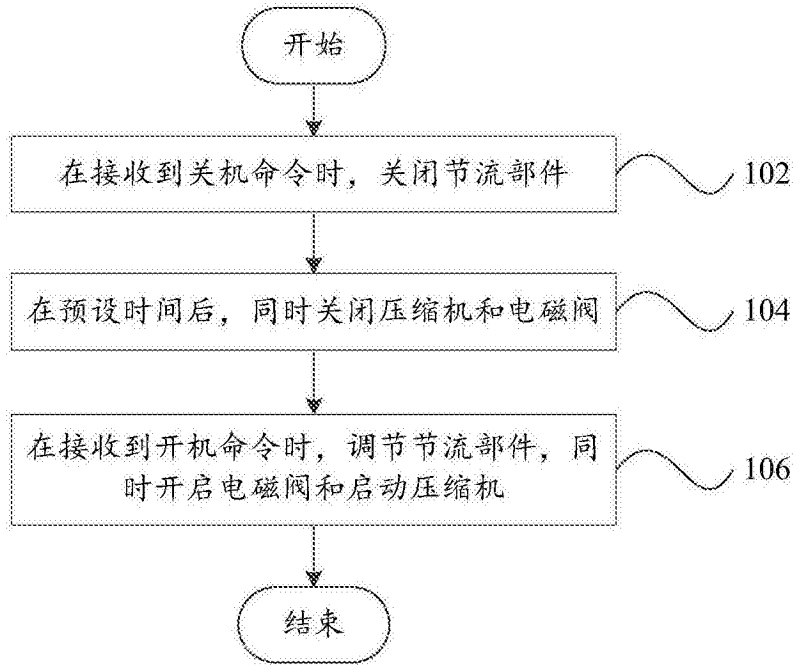 开始
在接收到关机命令时，关闭节流部件
102
在预设时间后，同时关闭压缩机和电磁阀
104
在接收到开机命令时，调节节流部件，同
时开启电磁阀和启动压缩机
106
结束